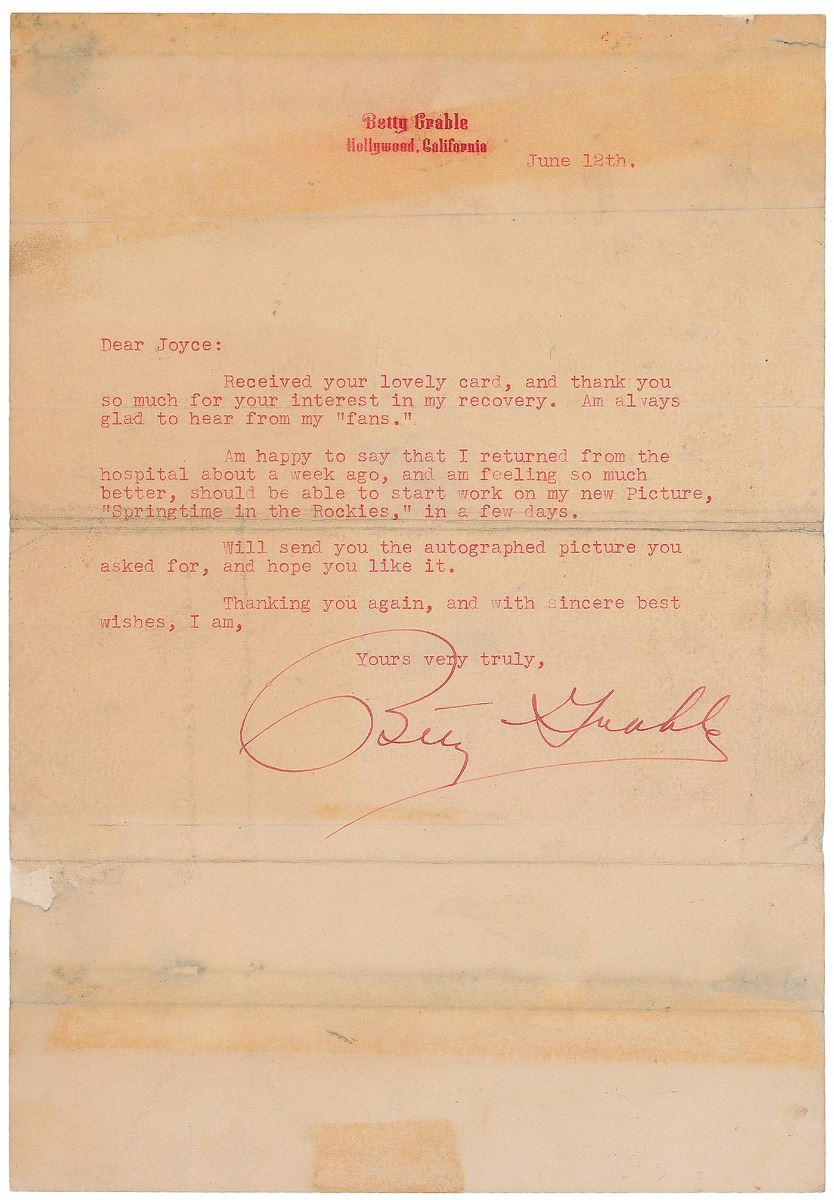 Betty Grable
Hollywood, California
June 12th.
Dear Joyce:
Received your lovely card, and thank you
so much for your interest in my recovery. Am always
glad to hear from my "fans."
Am happy to say that I returned from the
hospital about a week ago, and am feeling so much
better, should be able to start work on my new Picture,
"Springtime in the Rockies," in a few days.
Will send you the autographed picture you
asked for, and hope you like it.
Thanking you again, and with sincere best
wishes, I am,
Yours very truly,
Betty Grable